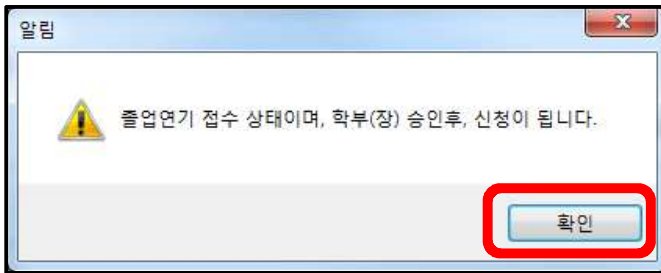 알림
졸업연기 접수 상태이며, 학부(장) 승인후, 신청이 됩니다.
확인